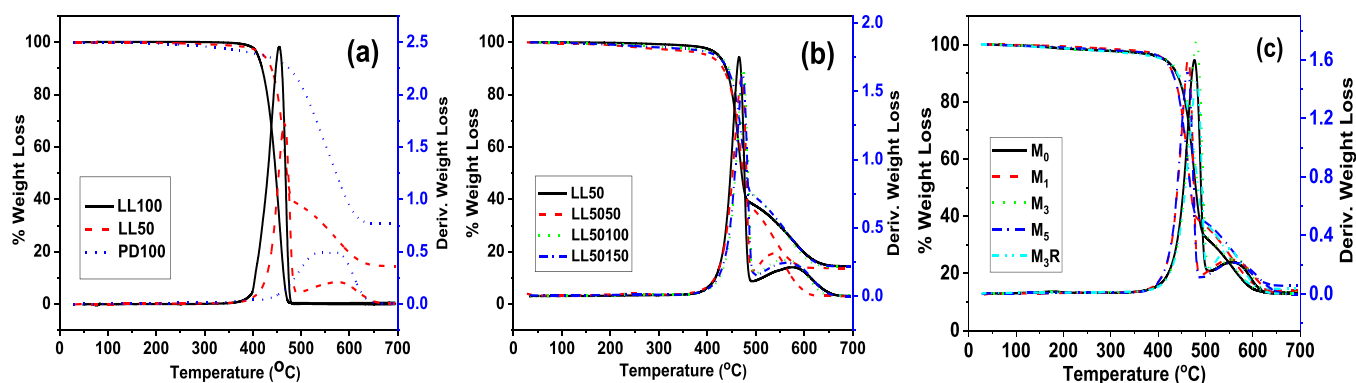 (a)
% Weight Loss
100
80
60
40
20
0
2.5
2.0
1.5
1.0
0.5
0.0
Deriv. Weight Loss
LL100
LL50
PD100
0 100 200 300 400 500 600 700
Temperature (°C)
(b)
% Weight Loss
100
80
60
40
20
0
2.0
1.5
1.0
0.5
0.0
Deriv. Weight Loss
LL50
LL5050
LL50100
LL50150
0 100 200 300 400 500 600 700
Temperature (°C)
(c)
% Weight Loss
100
90
80
70
60
50
40
30
20
10
0
1.6
1.2
0.8
0.4
0.0
Deriv. Weight Loss
M₀
M₁
M₃
M₅
M₃R
0 100 200 300 400 500 600 700
Temperature (°C)